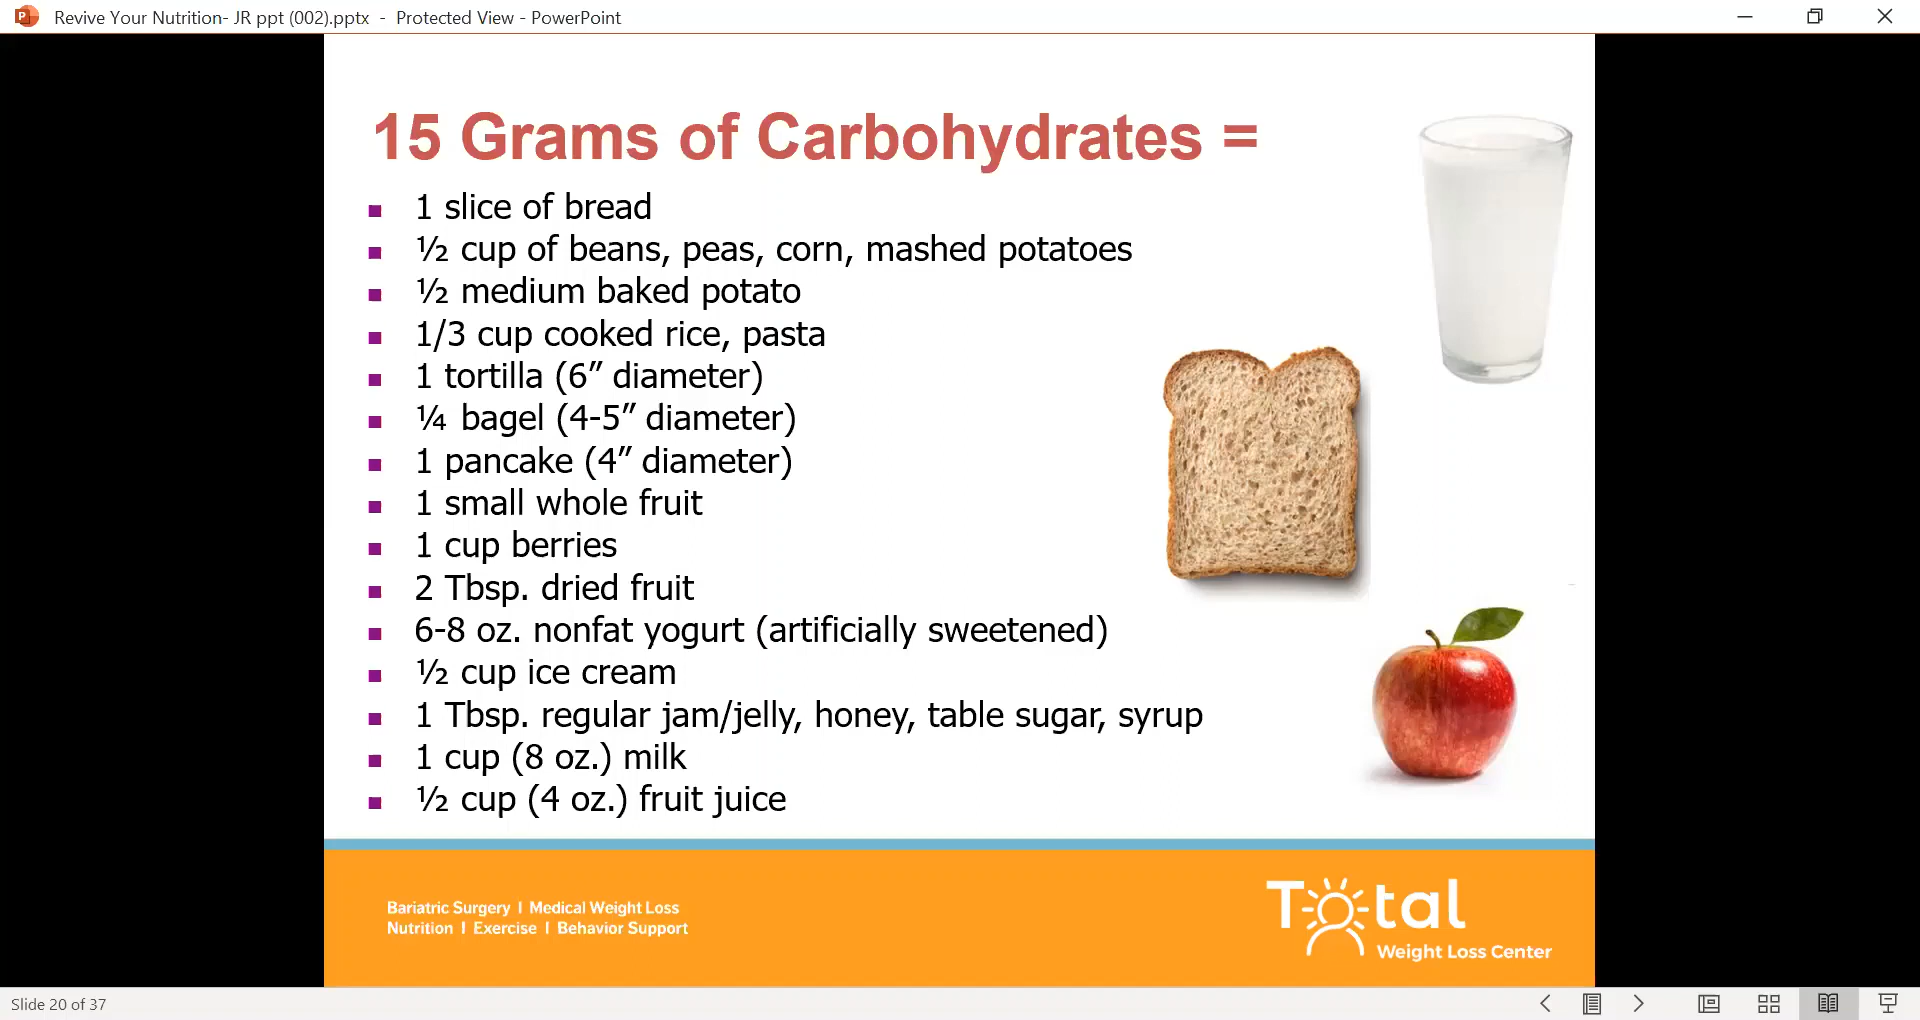 Revive Your Nutrition- JR ppt (002).pptx  -  Protected View - PowerPoint
15 Grams of Carbohydrates =
1 slice of bread
½ cup of beans, peas, corn, mashed potatoes
½ medium baked potato
1/3 cup cooked rice, pasta
1 tortilla (6” diameter)
¼ bagel (4-5” diameter)
1 pancake (4” diameter)
1 small whole fruit
1 cup berries
2 Tbsp. dried fruit
6-8 oz. nonfat yogurt (artificially sweetened)
½ cup ice cream
1 Tbsp. regular jam/jelly, honey, table sugar, syrup
1 cup (8 oz.) milk
½ cup (4 oz.) fruit juice
Bariatric Surgery | Medical Weight Loss
Nutrition | Exercise | Behavior Support
Total
Weight Loss Center
Slide 20 of 37